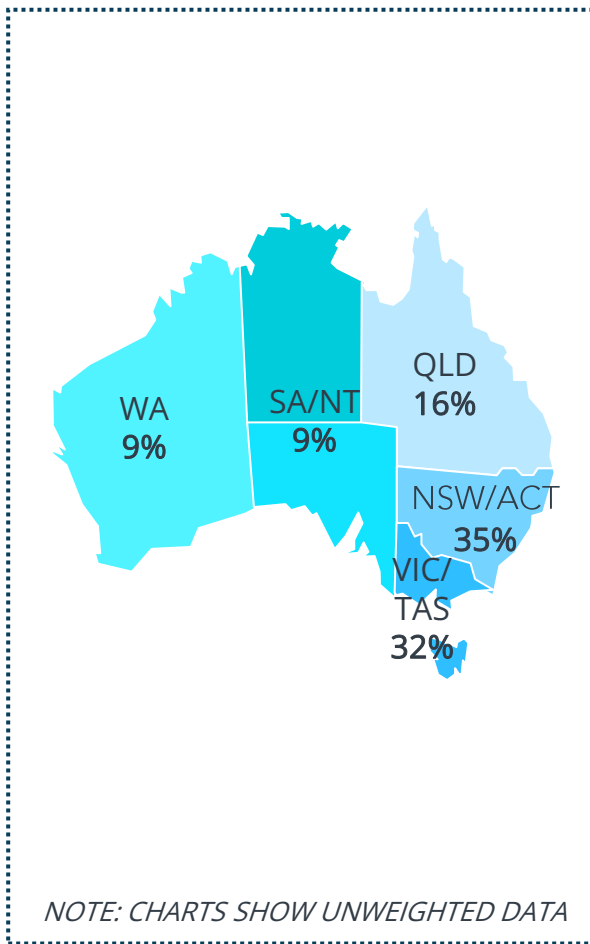 QLD
16%
WA
9%
SA/NT
9%
NSW/ACT
35%
VIC/
TAS
32%
NOTE: CHARTS SHOW UNWEIGHTED DATA